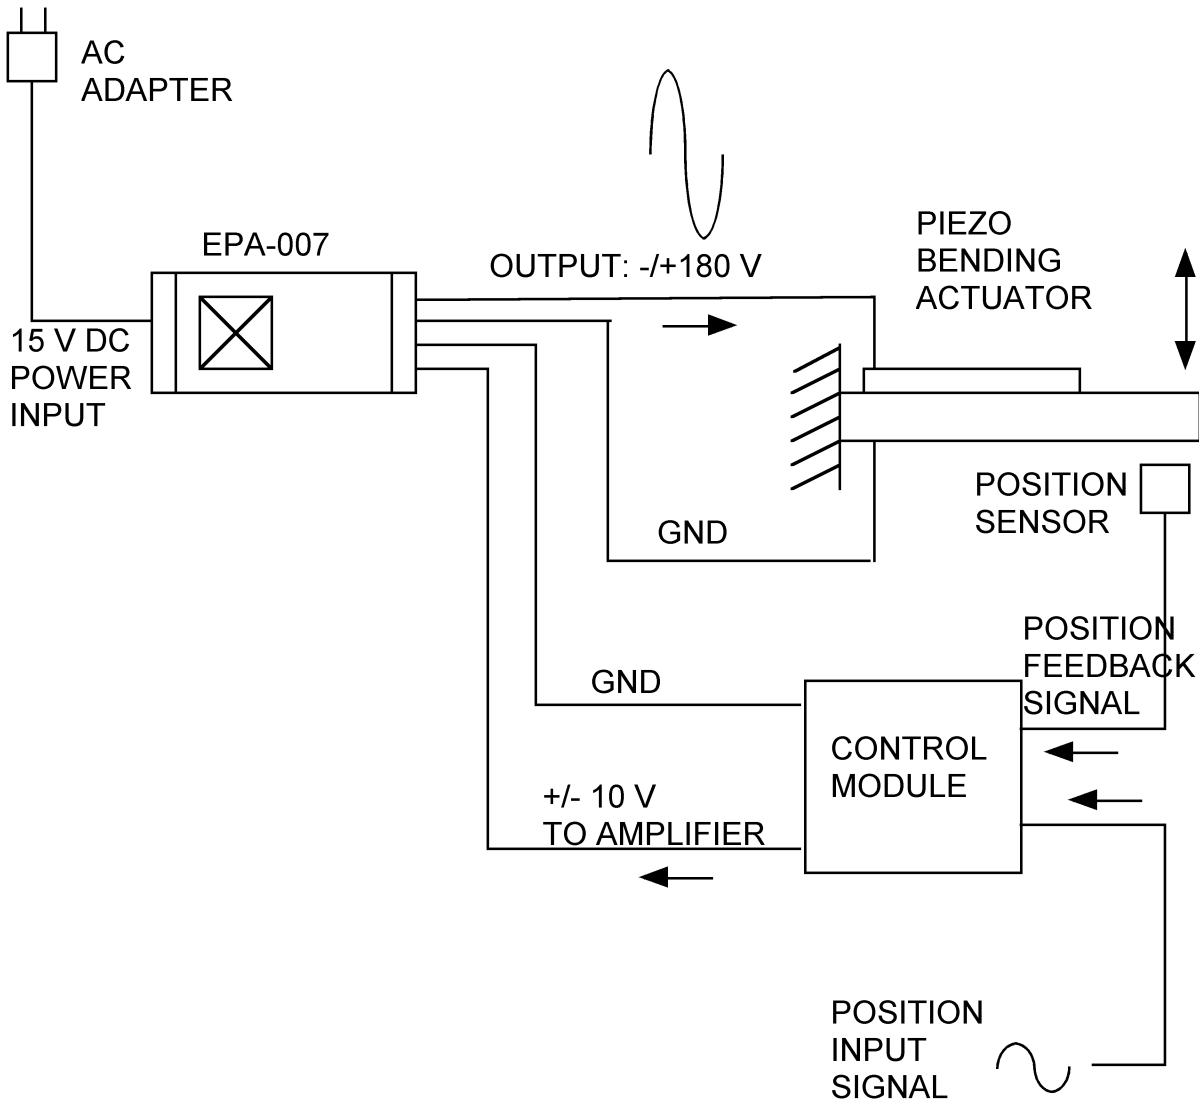 AC
ADAPTER
EPA-007
OUTPUT: -/+180 V
PIEZO
BENDING
ACTUATOR
15 V DC
POWER
INPUT
POSITION
SENSOR
GND
POSITION
FEEDBACK
SIGNAL
GND
CONTROL
MODULE
+/- 10 V
TO AMPLIFIER
POSITION
INPUT
SIGNAL